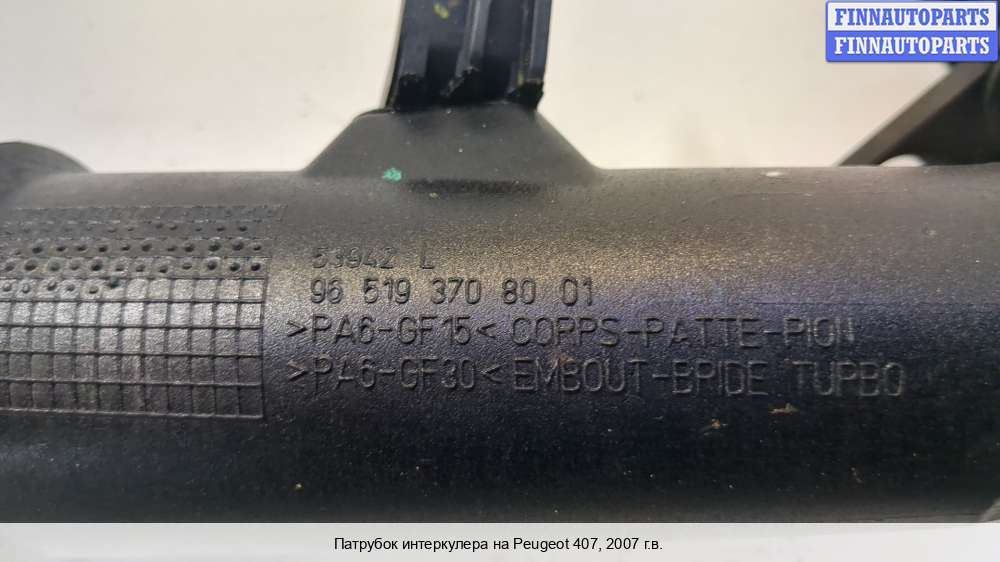 FINNAUTOPARTS
FINNAUTOPARTS
53942 L
96 519 370 80 01
>PA6-GF15< CORPS-PATTE-PION
>PA6-GF30< EMBOUT-BRIDE TURBO
Патрубок интеркулера на Peugeot 407, 2007 г.в.